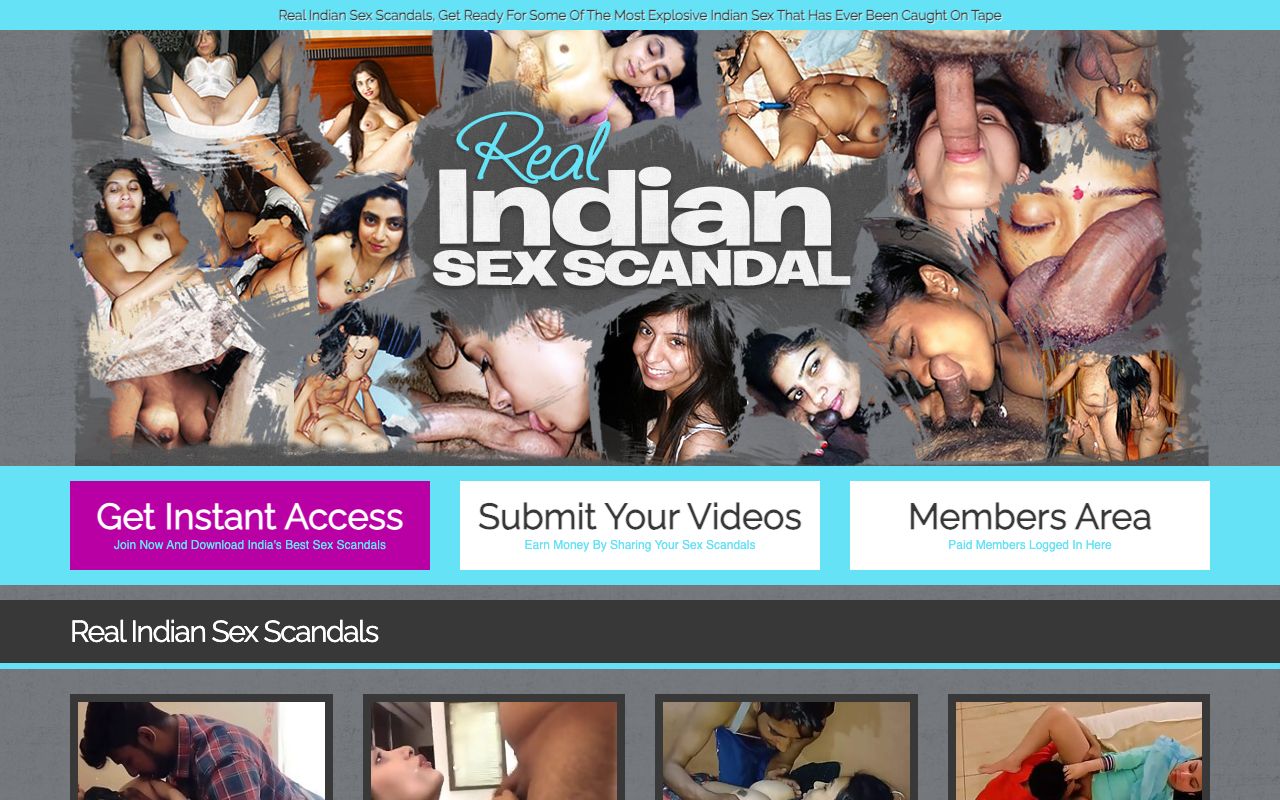 Real Indian Sex Scandals, Get Ready For Some Of The Most Explosive Indian Sex That Has Ever Been Caught On Tape
Real
Indian
SEX SCANDAL
Get Instant Access
Join Now And Download India's Best Sex Scandals
Submit Your Videos
Earn Money By Sharing Your Sex Scandals
Members Area
Paid Members Logged In Here
Real Indian Sex Scandals